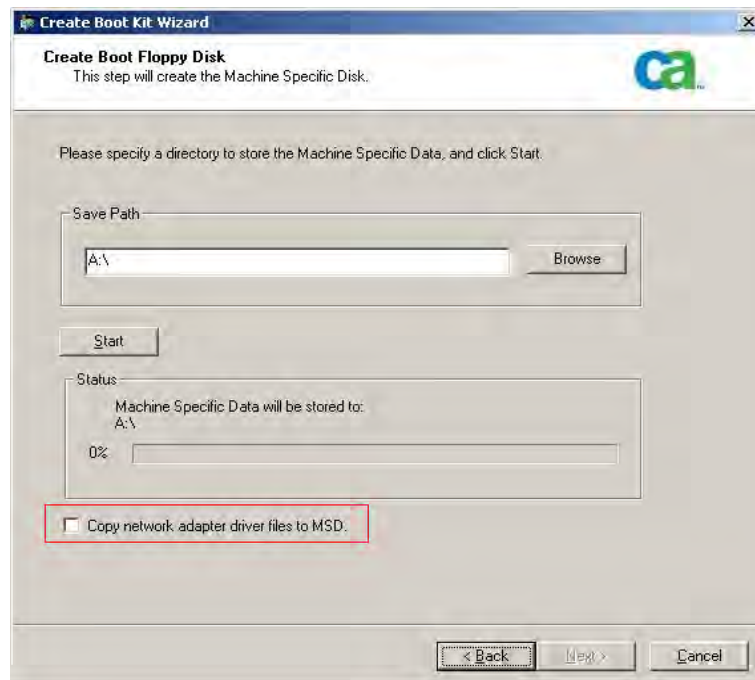 Create Boot Kit Wizard
Create Boot Floppy Disk
This step will create the Machine Specific Disk.
ca
Please specify a directory to store the Machine Specific Data, and click Start
Save Path
A:\
Browse
Start
Status
Machine Specific Data will be stored to:
A:\
0%
Copy network adapter driver files to MSD.
< Back
Next >
Cancel